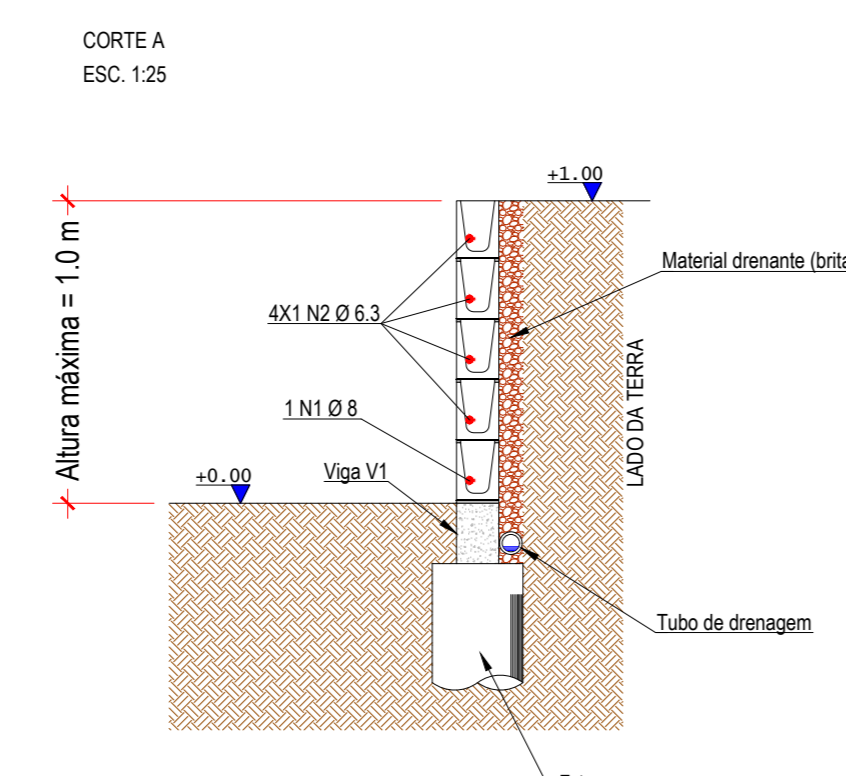 CORTE A
ESC. 1:25
+1.00
Altura máxima = 1.0 m
Material drenante (brita
4X1 N2 Ø 6.3
LADO DA TERRA
1 N1 Ø 8
Viga V1
+0.00
Tubo de drenagem